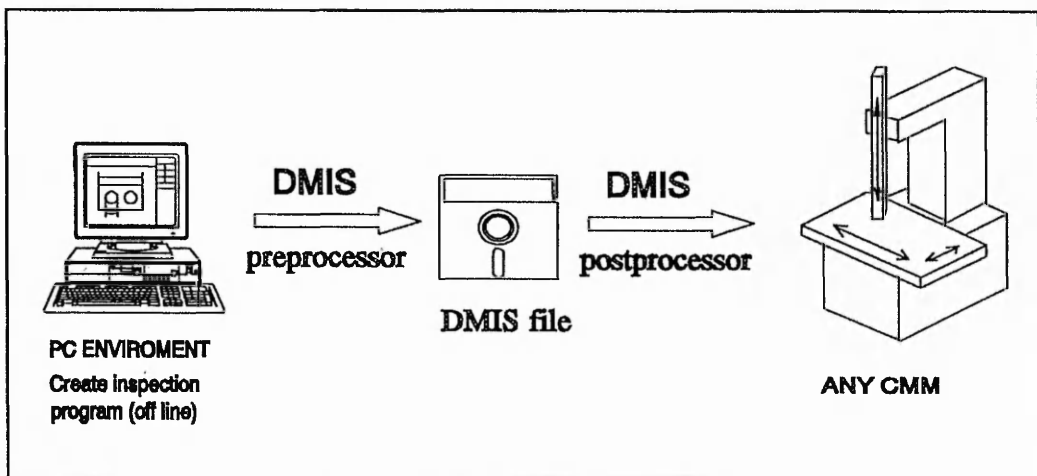 DMIS
preprocessor
DMIS
postprocessor
DMIS file
PC ENVIROMENT
Create inspection
program (off line)
ANY CMM